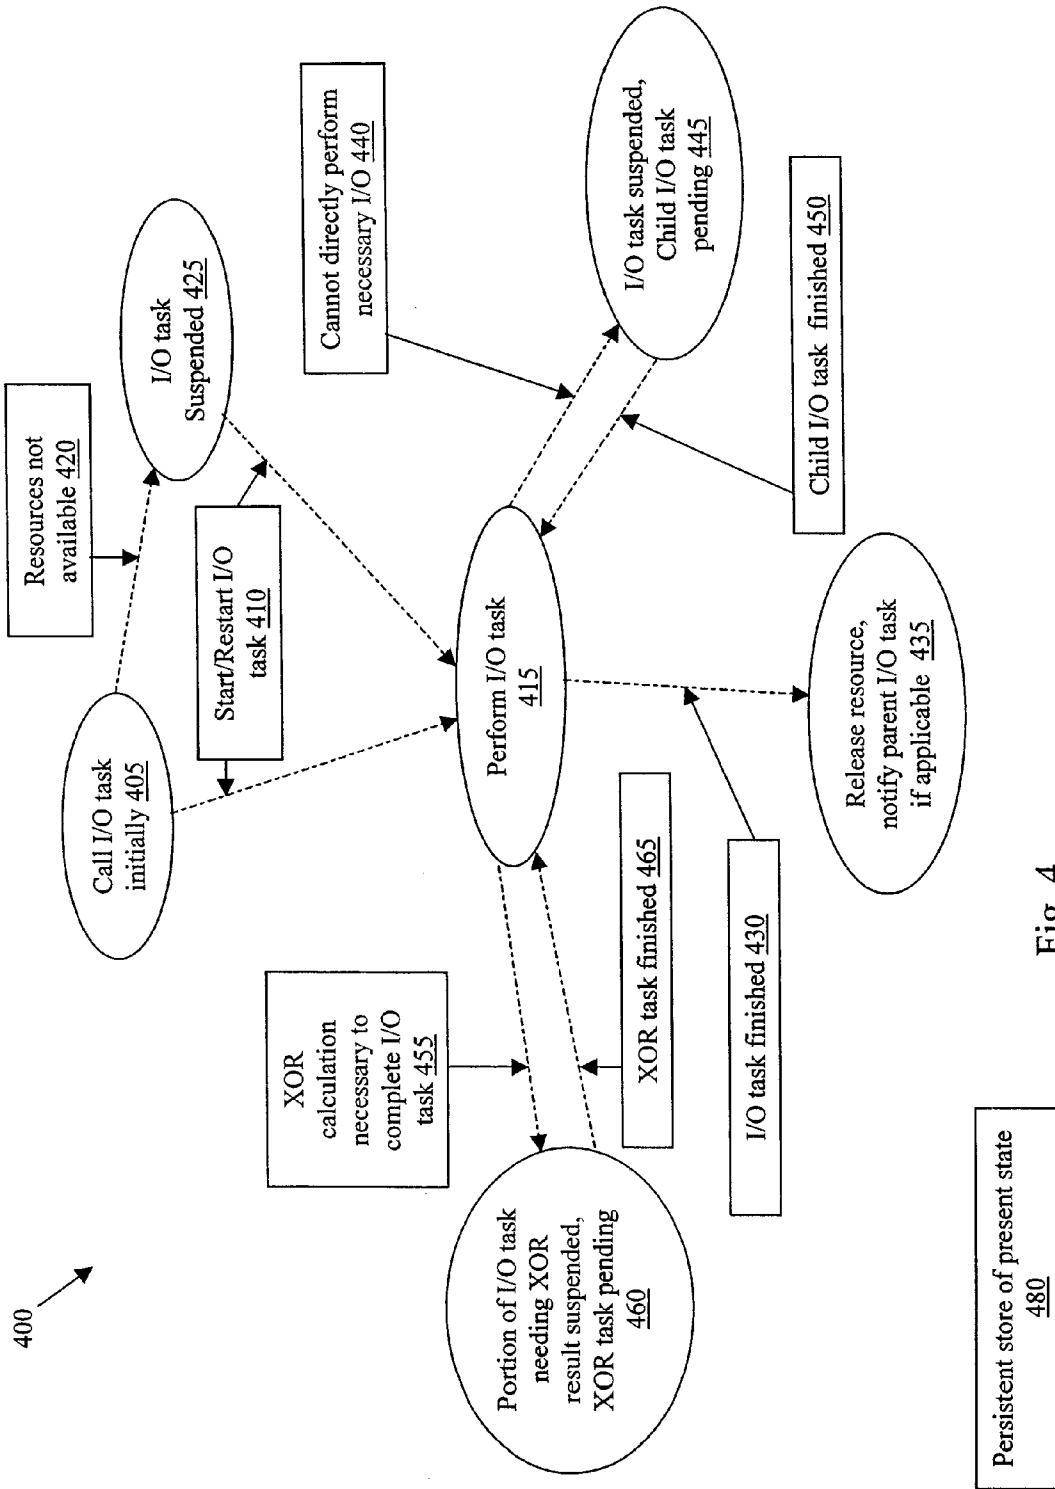 400
Call I/O task
initially 405
Resources not
available 420
I/O task
Suspended 425
Start/Restart I/O
task 410
Cannot directly perform
necessary I/O 440
XOR
calculation
necessary to
complete I/O
task 455
Perform I/O task
415
I/O task suspended,
Child I/O task
pending 445
Portion of I/O task
needing XOR
result suspended,
XOR task pending
460
XOR task finished 465
Child I/O task finished 450
I/O task finished 430
Release resource,
notify parent I/O task
if applicable 435
Persistent store of present state
480
Fig. 4